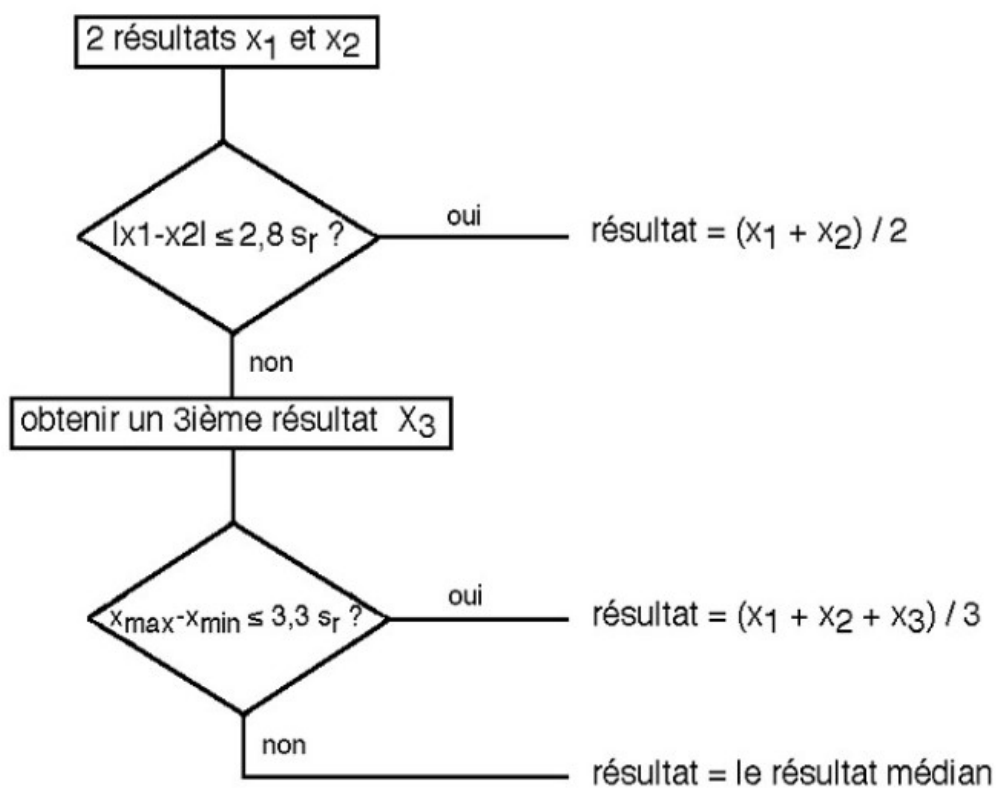 2 résultats x₁ et x₂
|x1-x2| ≤ 2,8 sᵣ ?
oui
résultat = (x₁ + x₂) / 2
non
obtenir un 3ième résultat X₃
xmax-xmin ≤ 3,3 sᵣ ?
oui
résultat = (x₁ + x₂ + x₃) / 3
non
résultat = le résultat médian